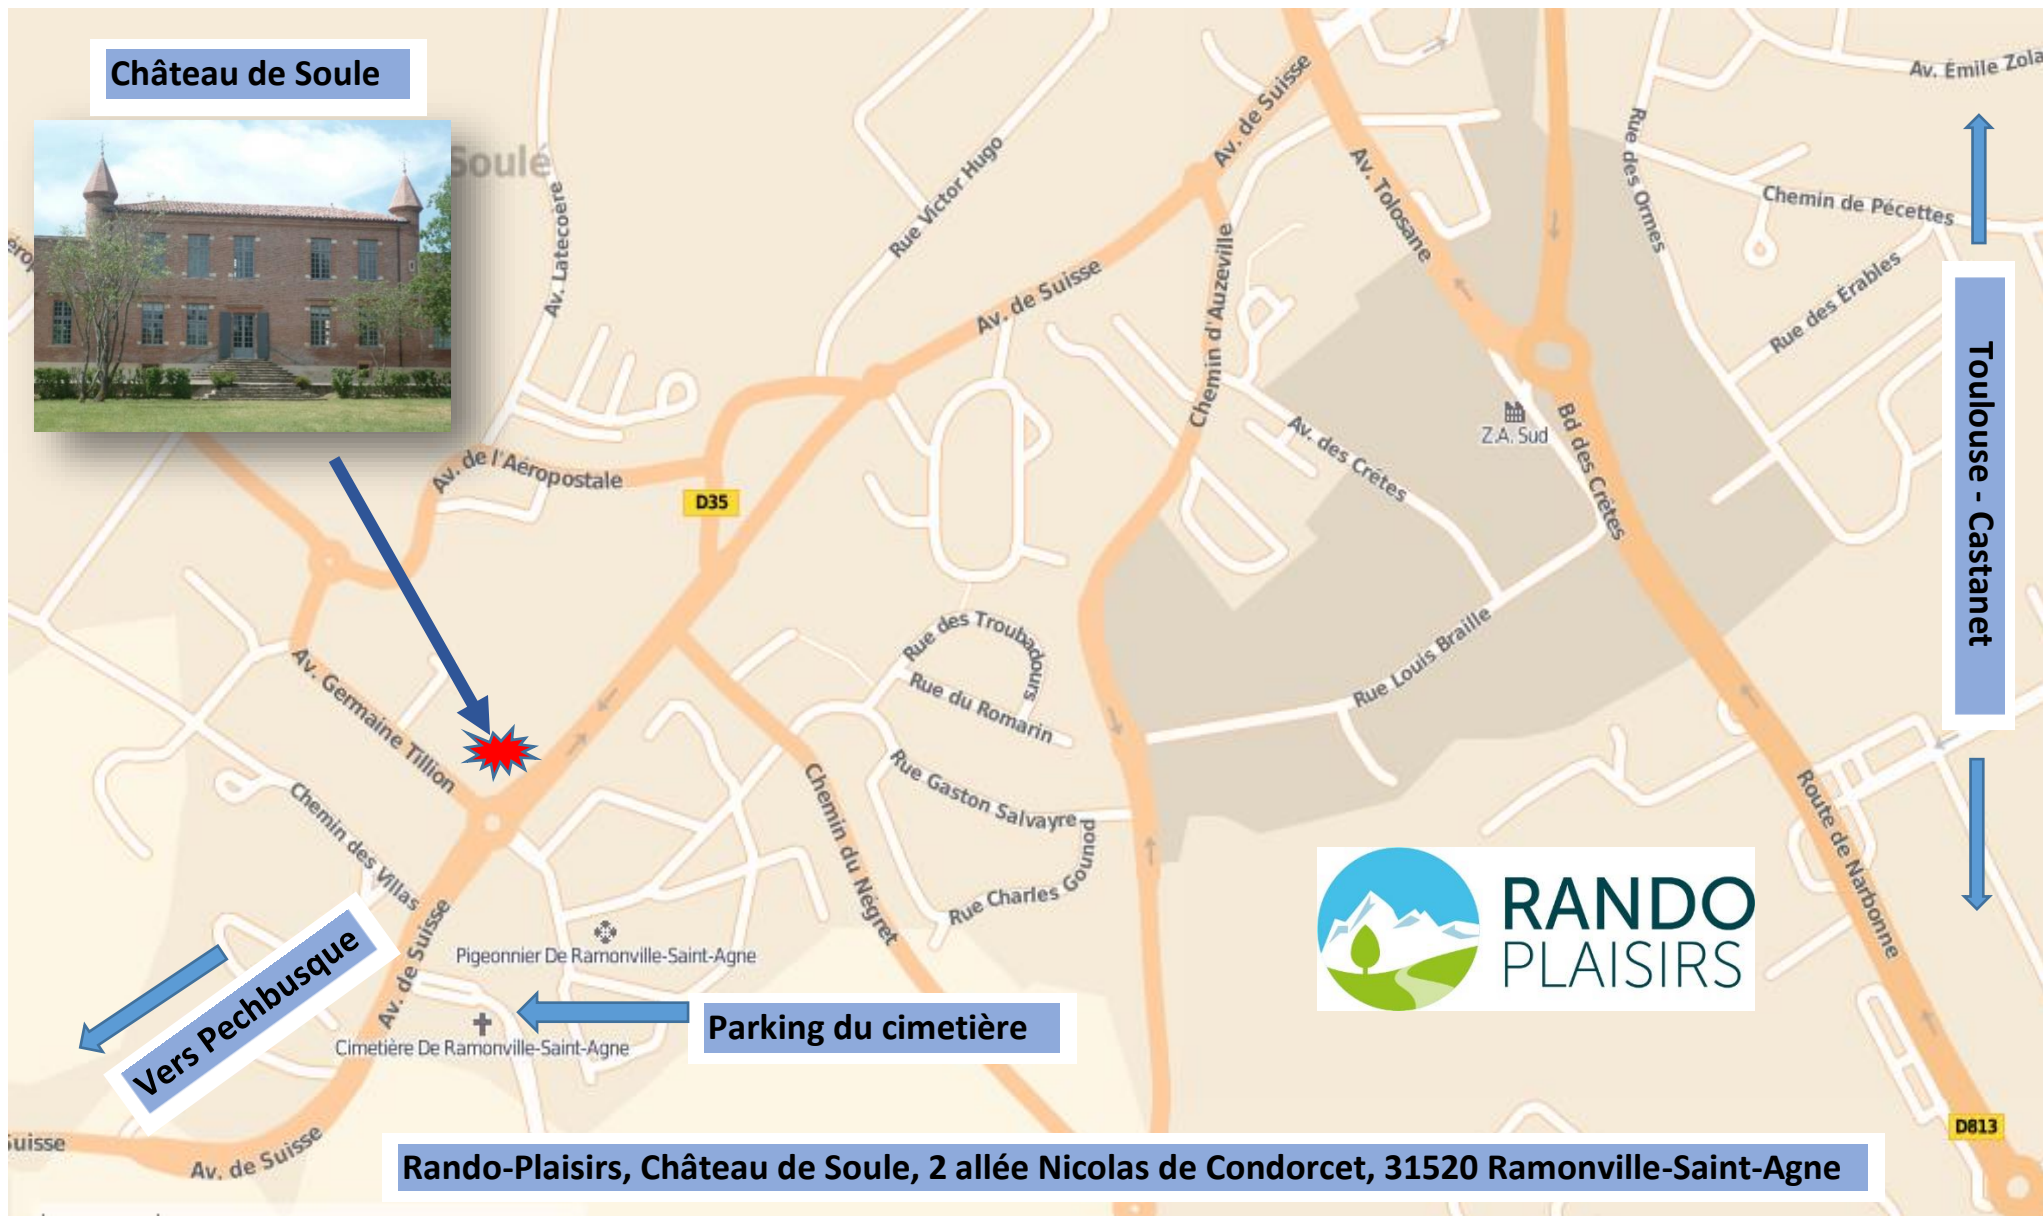 Château de Soule
Soulé
Av. Émile Zola
Av. de Suisse
Rue des Ormes
Av. Tolosane
Rue Victor Hugo
Av. Latecoere
Chemin de Pécettes
Chemin d'Auzeville
Av. de Suisse
Rue des Érables
Toulouse - Castanet
Z.A. Sud
Bd des Crêtes
Av. des Crêtes
Av. de l'Aéropostale
D35
Rue des Troubadours
Rue du Romarin
Rue Louis Braille
Av. Germaine Tillion
Rue Gaston Salvayre
Chemin des Villas
Chemin du Négret
Rue Charles Gounod
Route de Narbonne
RANDO
PLAISIRS
Av. de Suisse
Pigeonnier De Ramonville-Saint-Agne
Vers Pechbusque
Parking du cimetière
Cimetière De Ramonville-Saint-Agne
D813
Suisse
Av. de Suisse
Rando-Plaisirs, Château de Soule, 2 allée Nicolas de Condorcet, 31520 Ramonville-Saint-Agne